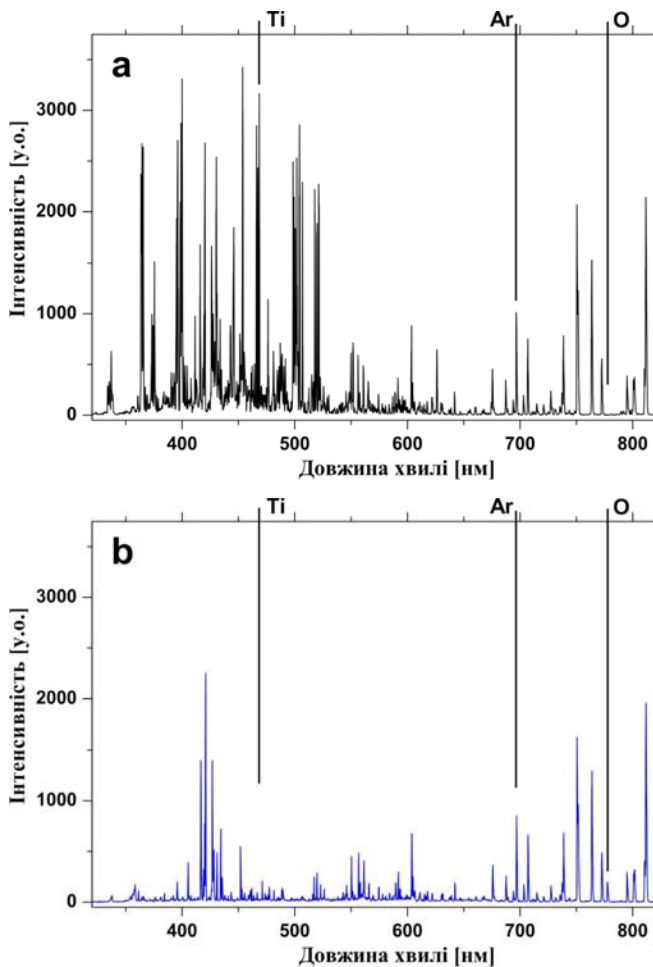 Ti Ar O
a
3000
2000
1000
0
Інтенсивність [у.о.]
400 500 600 700 800
Довжина хвилі [нм]
Ti Ar O
b
3000
2000
1000
0
Інтенсивність [у.о.]
400 500 600 700 800
Довжина хвилі [нм]